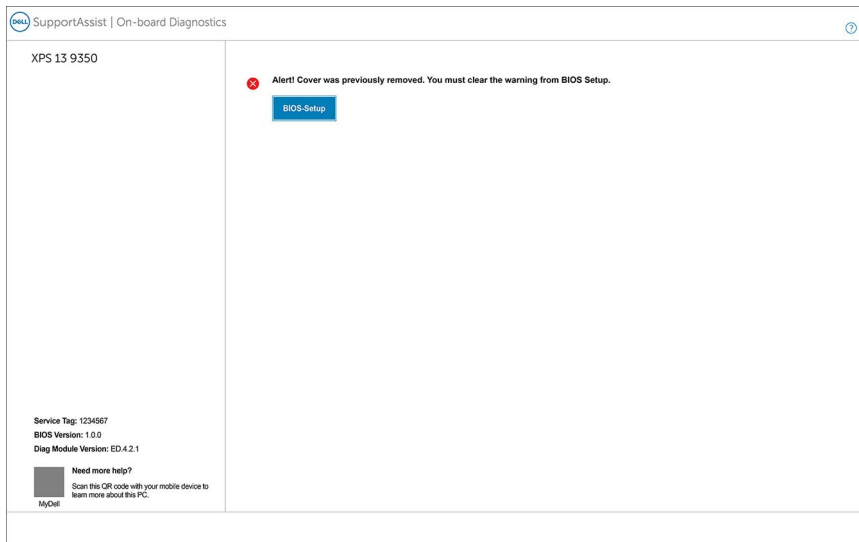 DELL SupportAssist | On-board Diagnostics
?
XPS 13 9350
Alert! Cover was previously removed. You must clear the warning from BIOS Setup.
BIOS-Setup
Service Tag: 1234567
BIOS Version: 1.0.0
Diag Module Version: ED.4.2.1
Need more help?
Scan this QR code with your mobile device to
learn more about this PC.
MyDell